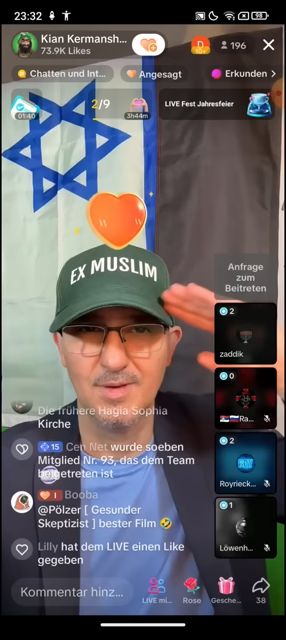 23:32
98
Kian Kermansh...
73.9K Likes
D
196
Chatten und Int...
Angesagt
Erkunden
01:40
2/9
3h44m
LIVE Fest Jahresfeier
EX MUSLIM
Anfrage
zum
Beitreten
2
zaddik
0
Ra...
2
Royrieck...
1
Löwenh...
Die frühere Hagia Sophia
Kirche
15 Cen Net wurde soeben
Mitglied Nr. 93, das dem Team
beigetreten ist
1 Booba
@Pölzer [ Gesunder
Skeptizist ] bester Film 🤣
Lilly hat dem LIVE einen Like
gegeben
Kommentar hinz...
LIVE mi...
Rose
Gesche...
38